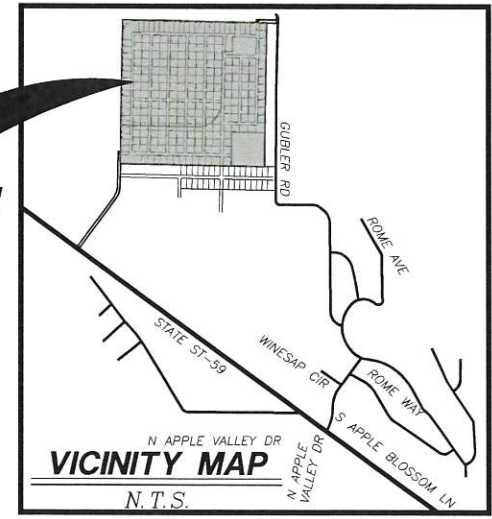 GUBLER RD
ROME AVE
STATE ST-59
WINESAP CIR
ROME WAY
S APPLE BLOSSOM LN
N APPLE VALLEY DR
N APPLE
VALLEY DR
VICINITY MAP
N.T.S.